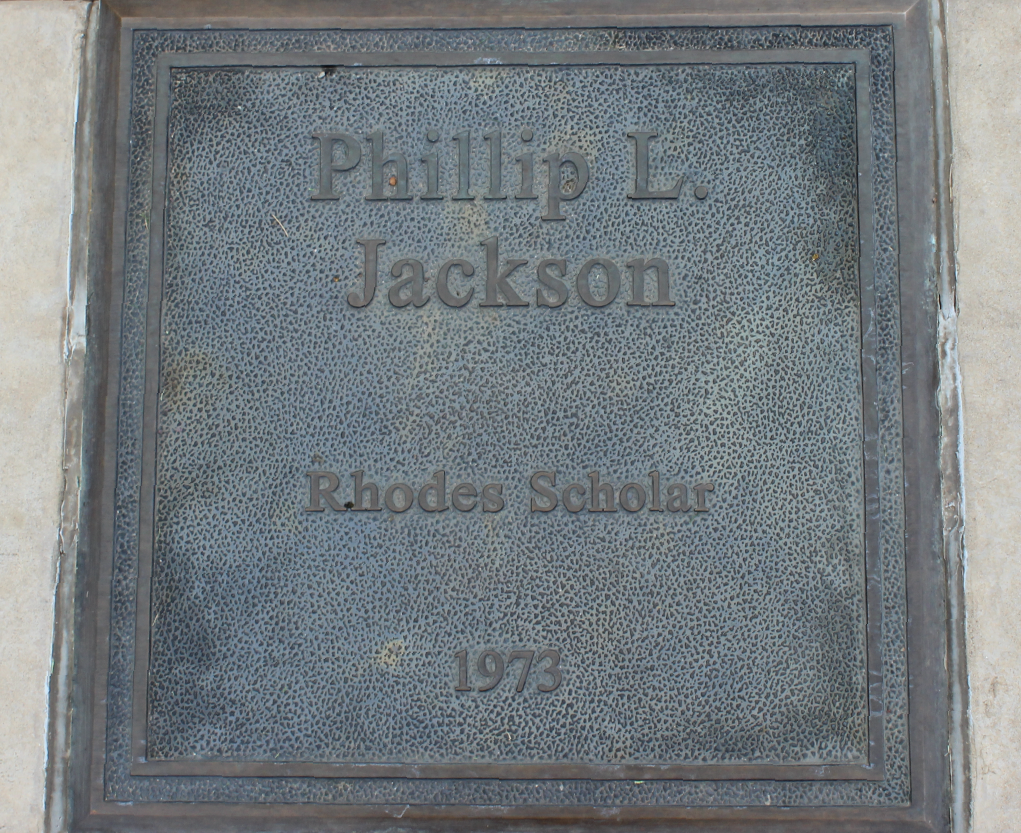 Phillip L.
Jackson
Rhodes Scholar
1973